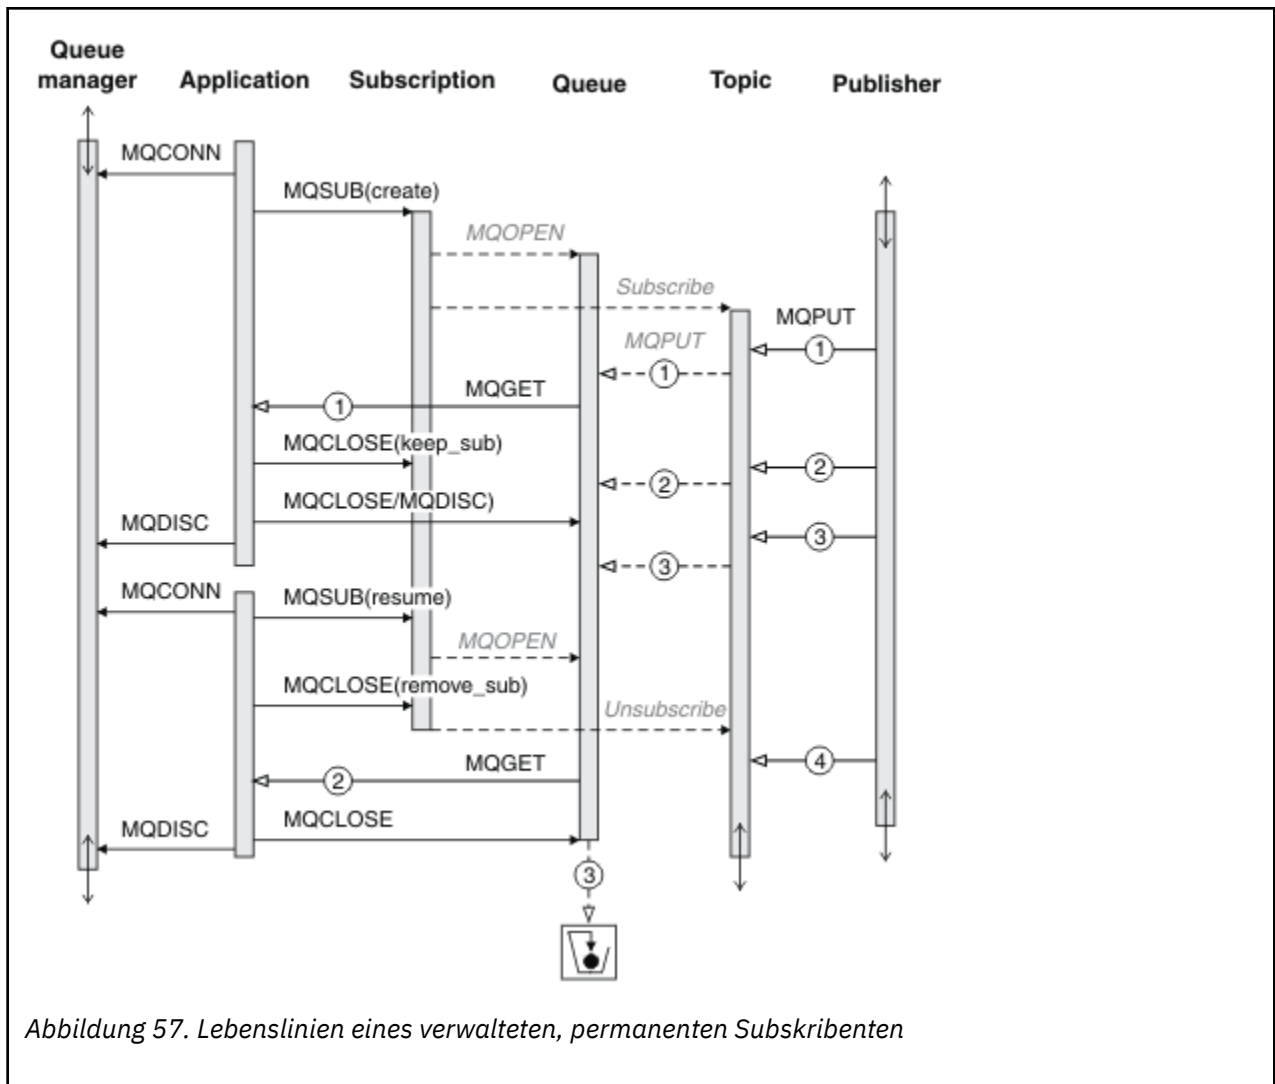 Queue
manager
Application
Subscription
Queue
Topic
Publisher
MQCONN
MQSUB(create)
MQOPEN
Subscribe
MQPUT
MQPUT
1
1
MQGET
1
MQCLOSE(keep_sub)
2
2
MQCLOSE/MQDISC)
MQDISC
3
3
MQCONN
MQSUB(resume)
MQOPEN
MQCLOSE(remove_sub)
Unsubscribe
MQGET
4
2
MQCLOSE
MQDISC
3
Abbildung 57. Lebenslinien eines verwalteten, permanenten Subskribenten